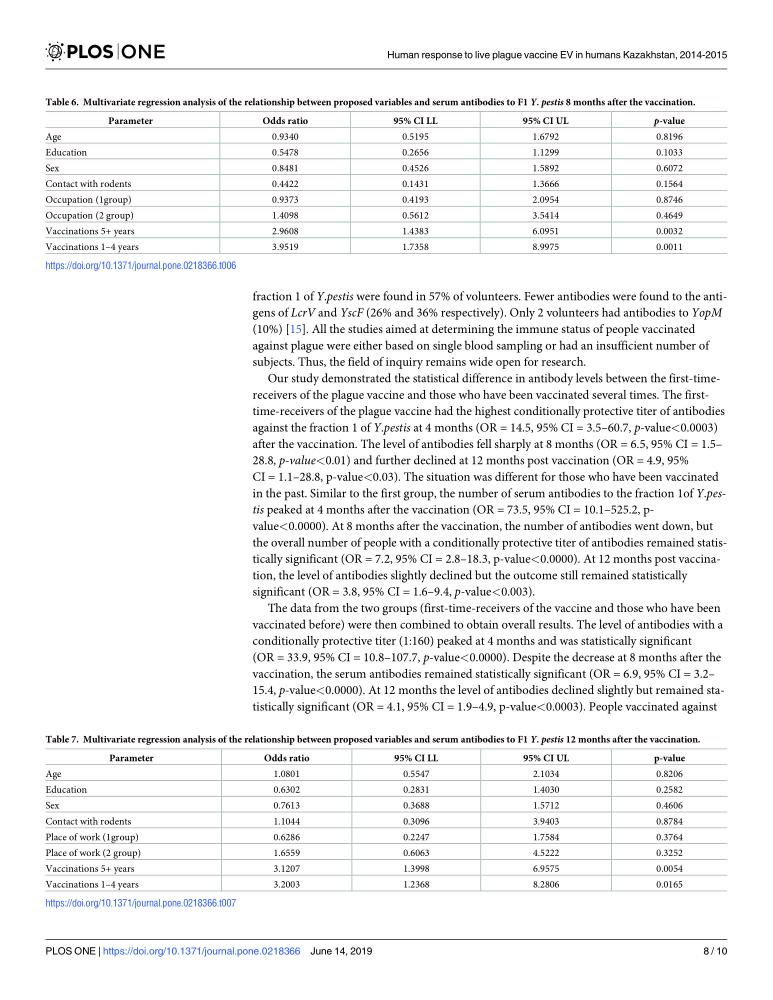 PLOS ONE
Human response to live plague vaccine EV in humans Kazakhstan, 2014-2015
Table 6. Multivariate regression analysis of the relationship between proposed variables and serum antibodies to F1 Y. pestis 8 months after the vaccination.
Parameter Odds ratio 95% CI LL 95% CI UL p-value
Age 0.9340 0.5195 1.6792 0.8196
Education 0.5478 0.2656 1.1299 0.1033
Sex 0.8481 0.4526 1.5892 0.6072
Contact with rodents 0.4422 0.1431 1.3666 0.1564
Occupation (1group) 0.9373 0.4193 2.0954 0.8746
Occupation (2 group) 1.4098 0.5612 3.5414 0.4649
Vaccinations 5+ years 2.9608 1.4383 6.0951 0.0032
Vaccinations 1–4 years 3.9519 1.7358 8.9975 0.0011
https://doi.org/10.1371/journal.pone.0218366.t006
fraction 1 of Y.pestis were found in 57% of volunteers. Fewer antibodies were found to the anti-
gens of LcrV and YscF (26% and 36% respectively). Only 2 volunteers had antibodies to YopM
(10%) [15]. All the studies aimed at determining the immune status of people vaccinated
against plague were either based on single blood sampling or had an insufficient number of
subjects. Thus, the field of inquiry remains wide open for research.
Our study demonstrated the statistical difference in antibody levels between the first-time-
receivers of the plague vaccine and those who have been vaccinated several times. The first-
time-receivers of the plague vaccine had the highest conditionally protective titer of antibodies
against the fraction 1 of Y.pestis at 4 months (OR = 14.5, 95% CI = 3.5–60.7, p-value<0.0003)
after the vaccination. The level of antibodies fell sharply at 8 months (OR = 6.5, 95% CI = 1.5–
28.8, p-value<0.01) and further declined at 12 months post vaccination (OR = 4.9, 95%
CI = 1.1–28.8, p-value<0.03). The situation was different for those who have been vaccinated
in the past. Similar to the first group, the number of serum antibodies to the fraction 1of Y.pes-
tis peaked at 4 months after the vaccination (OR = 73.5, 95% CI = 10.1–525.2, p-
value<0.0000). At 8 months after the vaccination, the number of antibodies went down, but
the overall number of people with a conditionally protective titer of antibodies remained statis-
tically significant (OR = 7.2, 95% CI = 2.8–18.3, p-value<0.0000). At 12 months post vaccina-
tion, the level of antibodies slightly declined but the outcome still remained statistically
significant (OR = 3.8, 95% CI = 1.6–9.4, p-value<0.003).
The data from the two groups (first-time-receivers of the vaccine and those who have been
vaccinated before) were then combined to obtain overall results. The level of antibodies with a
conditionally protective titer (1:160) peaked at 4 months and was statistically significant
(OR = 33.9, 95% CI = 10.8–107.7, p-value<0.0000). Despite the decrease at 8 months after the
vaccination, the serum antibodies remained statistically significant (OR = 6.9, 95% CI = 3.2–
15.4, p-value<0.0000). At 12 months the level of antibodies declined slightly but remained sta-
tistically significant (OR = 4.1, 95% CI = 1.9–4.9, p-value<0.0003). People vaccinated against
Table 7. Multivariate regression analysis of the relationship between proposed variables and serum antibodies to F1 Y. pestis 12 months after the vaccination.
Parameter Odds ratio 95% CI LL 95% CI UL p-value
Age 1.0801 0.5547 2.1034 0.8206
Education 0.6302 0.2831 1.4030 0.2582
Sex 0.7613 0.3688 1.5712 0.4606
Contact with rodents 1.1044 0.3096 3.9403 0.8784
Place of work (1group) 0.6286 0.2247 1.7584 0.3764
Place of work (2 group) 1.6559 0.6063 4.5222 0.3252
Vaccinations 5+ years 3.1207 1.3998 6.9575 0.0054
Vaccinations 1–4 years 3.2003 1.2368 8.2806 0.0165
https://doi.org/10.1371/journal.pone.0218366.t007
PLOS ONE | https://doi.org/10.1371/journal.pone.0218366 June 14, 2019 8 / 10